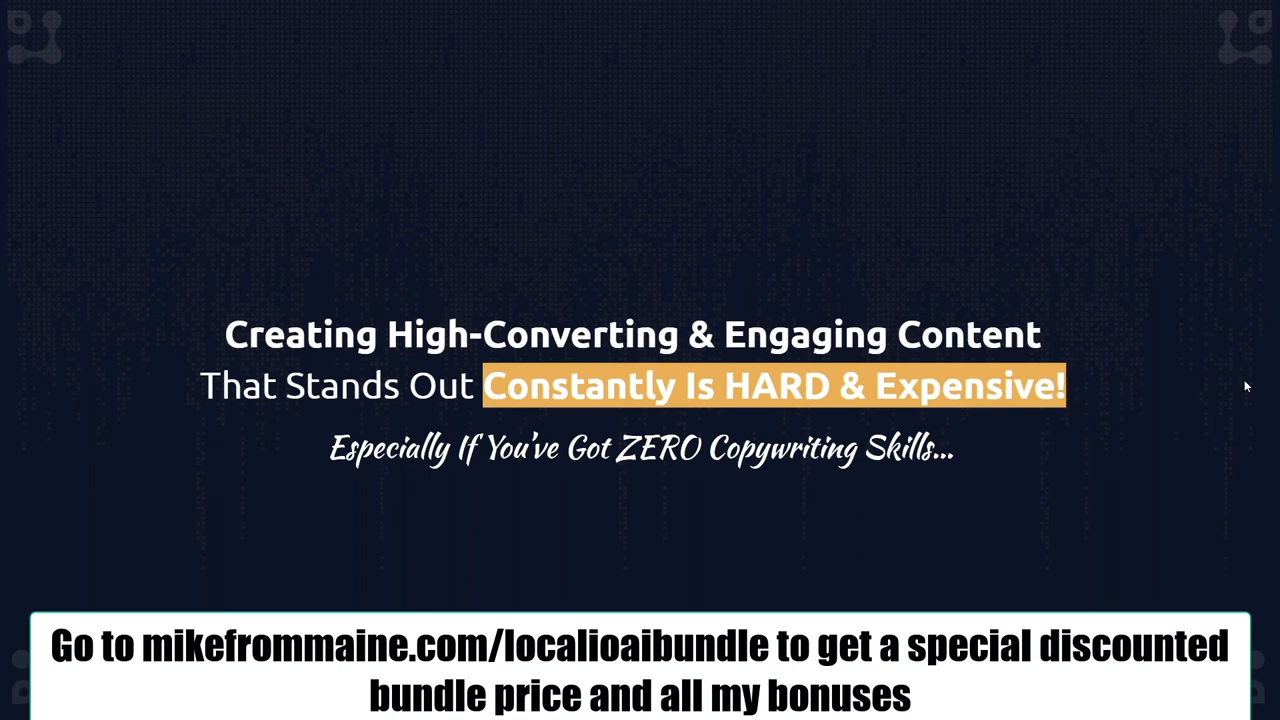 Creating High-Converting & Engaging Content
That Stands Out Constantly Is HARD & Expensive!
Especially If You've Got ZERO Copywriting Skills...
Go to mikefrommaine.com/localioaibundle to get a special discounted
bundle price and all my bonuses